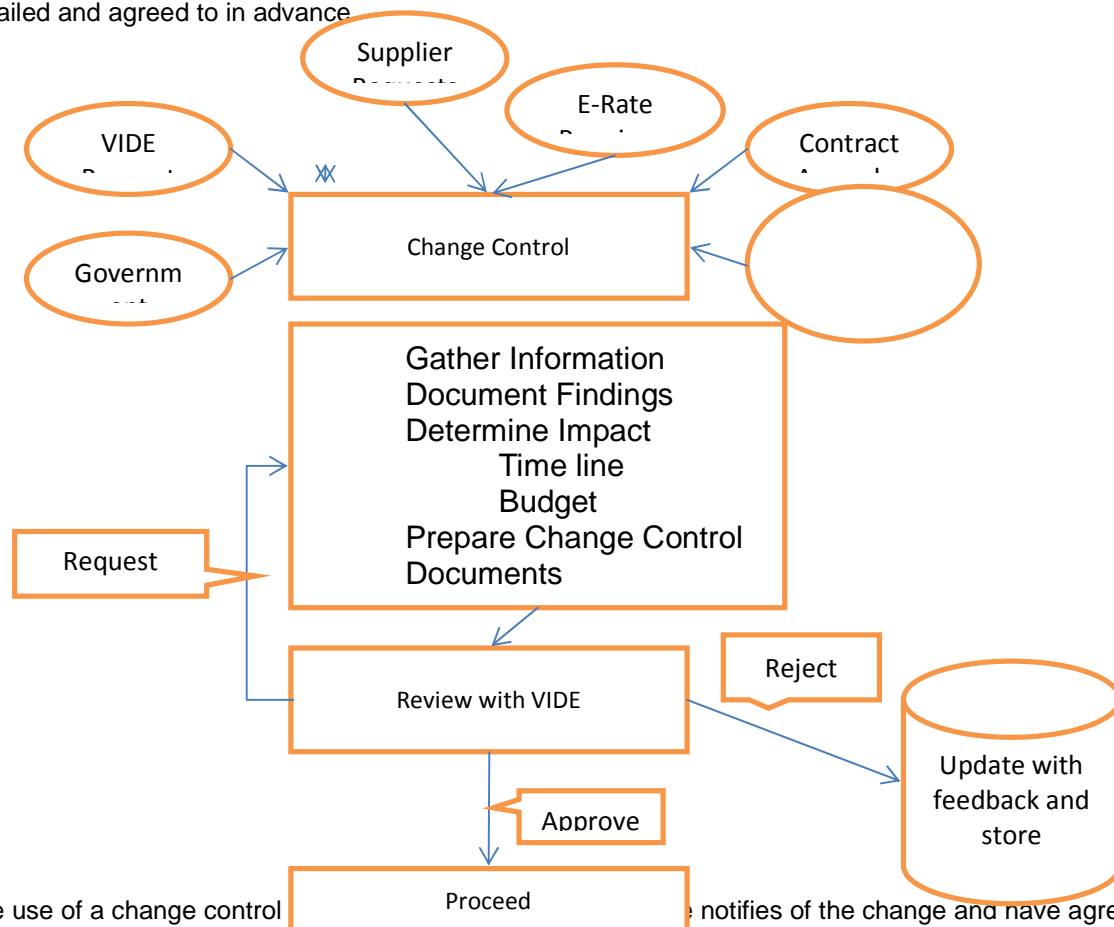 ailed and agreed to in advance
Supplier
E-Rate
VIDE
Contract
Change Control
Governm
Gather Information
Document Findings
Determine Impact
Time line
Budget
Prepare Change Control
Documents
Request
Reject
Review with VIDE
Update with
feedback and
store
Approve
Proceed
e use of a change control
notifies of the change and have agre